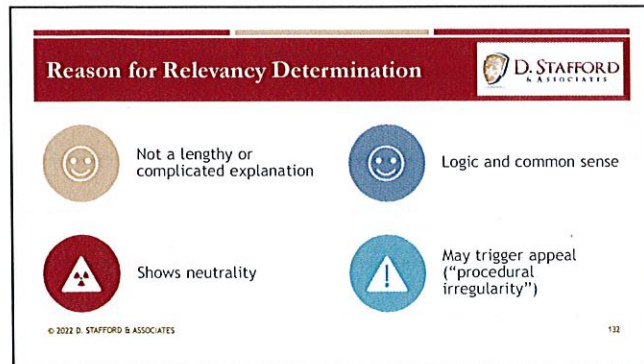 Reason for Relevancy Determination
D. STAFFORD
& ASSOCIATES
Not a lengthy or
complicated explanation
Logic and common sense
Shows neutrality
May trigger appeal
("procedural
irregularity")
© 2022 D. STAFFORD & ASSOCIATES
132